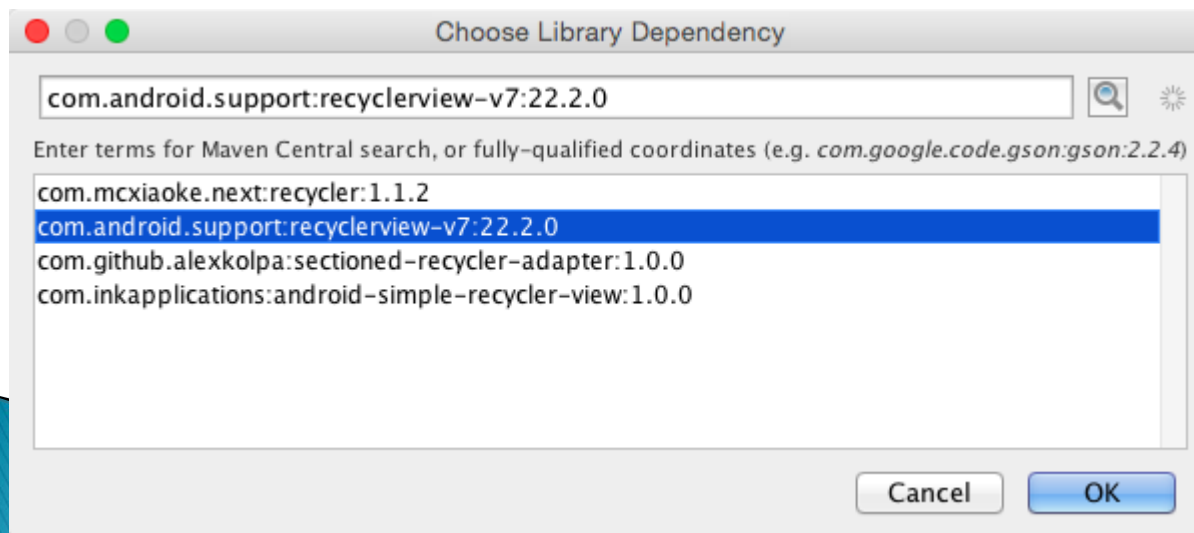 Choose Library Dependency
com.android.support:recyclerview-v7:22.2.0
Enter terms for Maven Central search, or fully-qualified coordinates (e.g. com.google.code.gson:gson:2.2.4)
com.mcxiaoke.next:recycler:1.1.2
com.android.support:recyclerview-v7:22.2.0
com.github.alexkolpa:sectioned-recycler-adapter:1.0.0
com.inkapplications:android-simple-recycler-view:1.0.0
Cancel OK